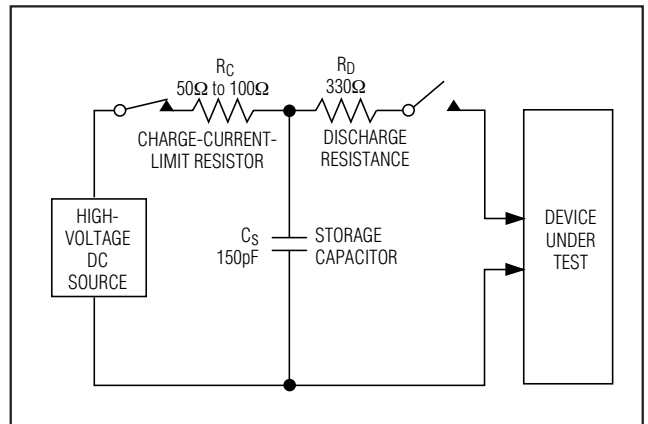 R_C
50Ω to 100Ω
CHARGE-CURRENT-
LIMIT RESISTOR
R_D
330Ω
DISCHARGE
RESISTANCE
HIGH-
VOLTAGE
DC
SOURCE
C_S
150pF
STORAGE
CAPACITOR
DEVICE
UNDER
TEST